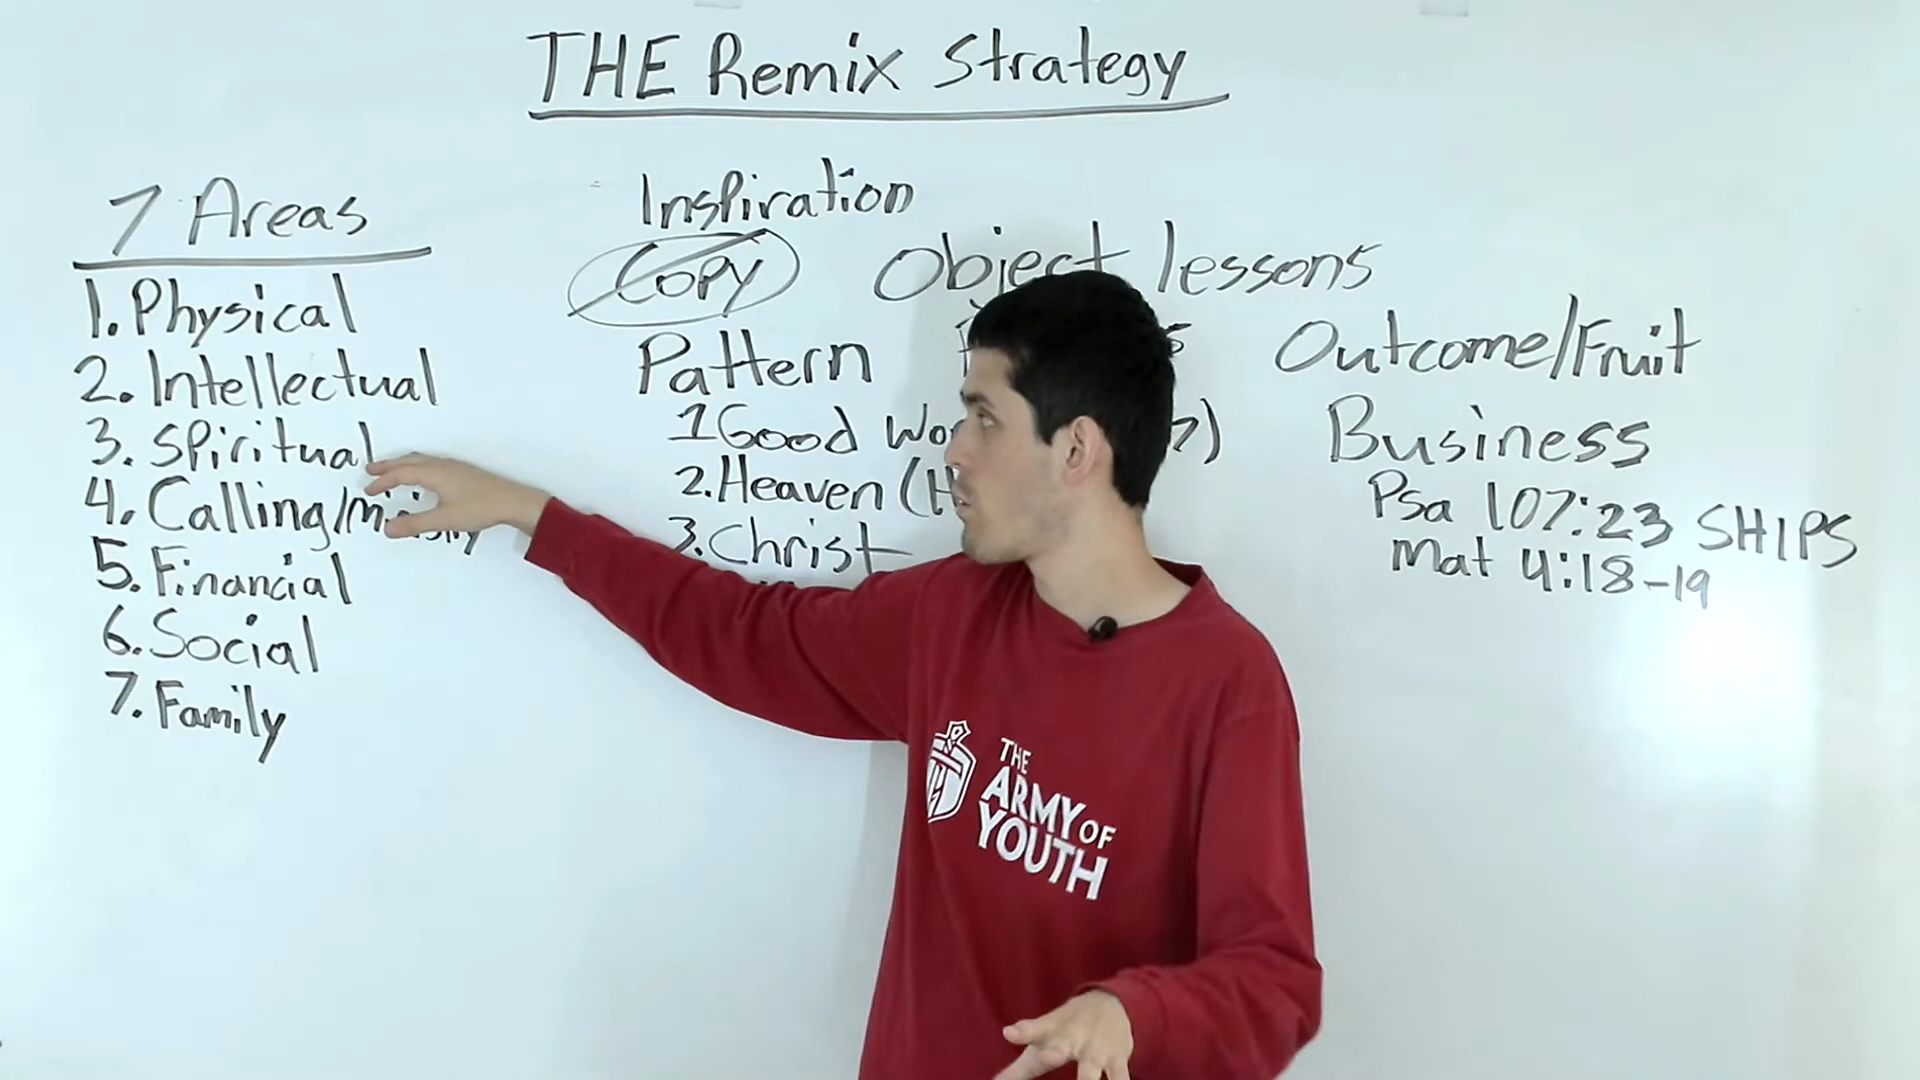 THE Remix Strategy
7 Areas
1. Physical
2. Intellectual
3. Spiritual
4. Calling/Ministry
5. Financial
6. Social
7. Family
Inspiration
Copy
Object lessons
Pattern
1 Good
2. Heaven (H
3. Christ
Outcome/Fruit
Business
Psa 107:23 SHIPS
Mat 4:18-19
THE
ARMY OF
YOUTH